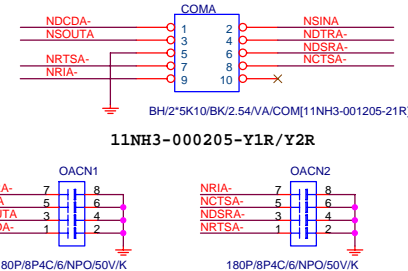 COMA
NDCDA- 1 2 NSINA
NSOUTA 3 4 NDTRA-
5 6 NDSRA-
NRTSA- 7 8 NCTSA-
NRIA- 9 10
BH/2*5K10/BK/2.54/VA/COM[11NH3-001205-21R]
11NH3-000205-Y1R/Y2R
OACN1 OACN2
A- 7 8 NRIA- 7 8
5 6 NCTSA- 5 6
UTA 3 4 NDSRA- 3 4
DA- 1 2 NRTSA- 1 2
180P/8P4C/6/NPO/50V/K 180P/8P4C/6/NPO/50V/K